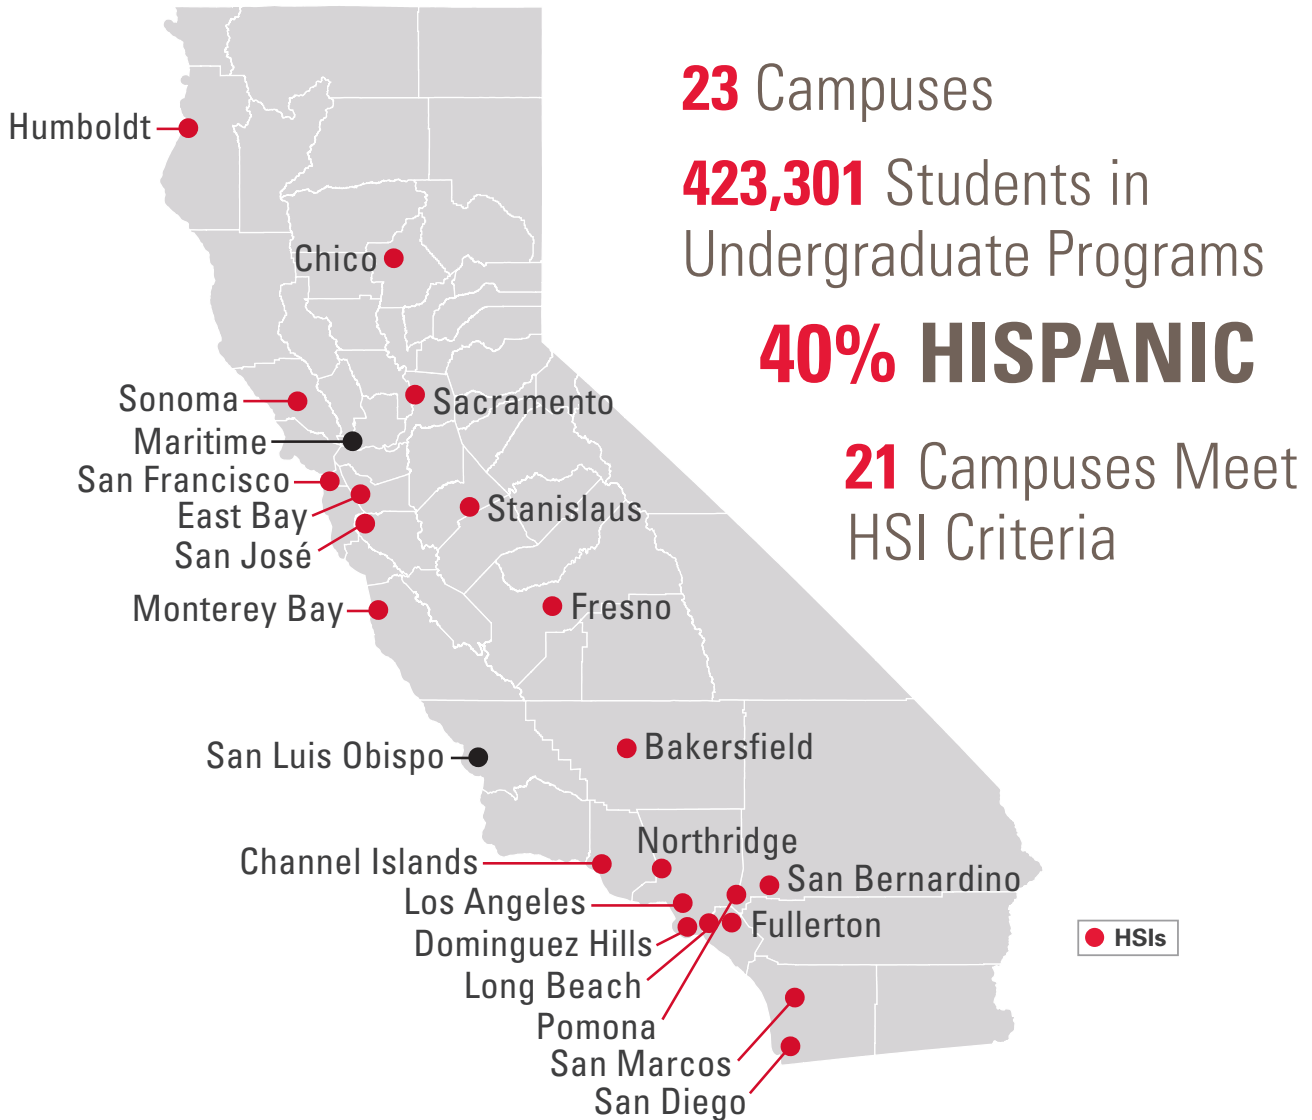 23 Campuses
423,301 Students in
Undergraduate Programs
40% HISPANIC
21 Campuses Meet
HSI Criteria
Humboldt
Chico
Sonoma
Sacramento
Maritime
San Francisco
East Bay
Stanislaus
San José
Monterey Bay
Fresno
San Luis Obispo
Bakersfield
Northridge
Channel Islands
San Bernardino
Los Angeles
Fullerton
Dominguez Hills
Long Beach
Pomona
San Marcos
San Diego
HSIs